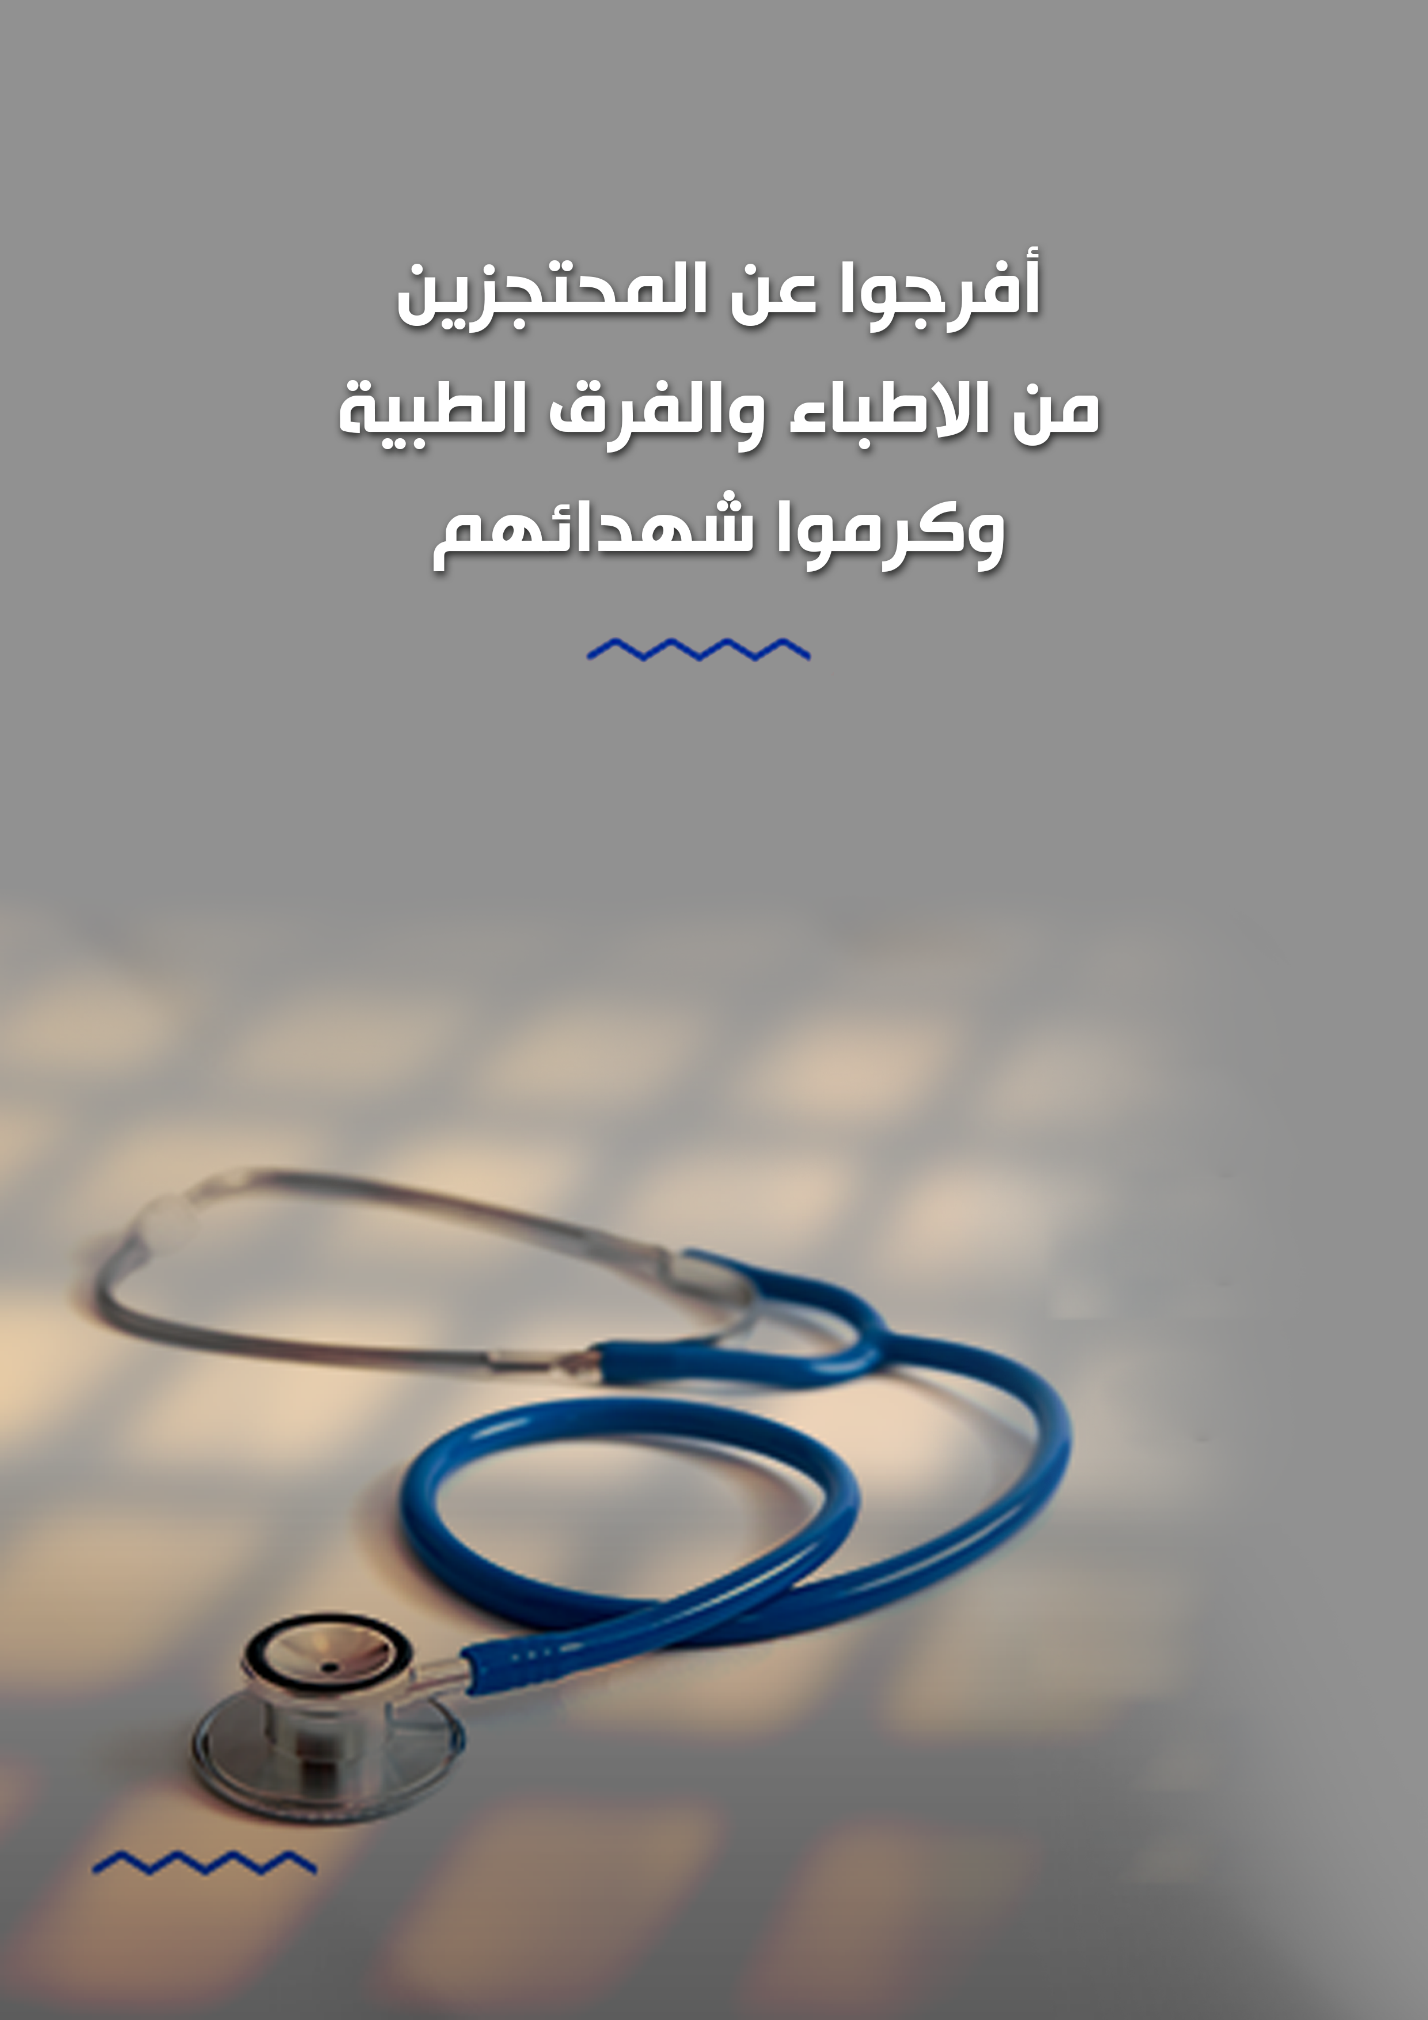 أفرجوا عن المحتجزين
من الاطباء والفرق الطبية
وكرموا شهدائهم